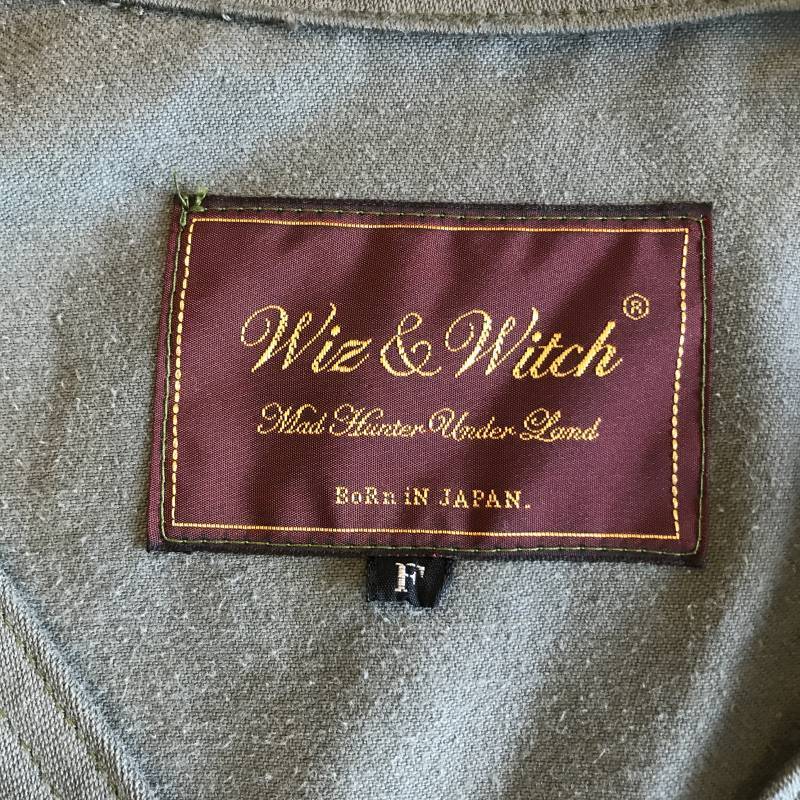 Wiz & Witch®
Mad Hunter Under Land
BoRn iN JAPAN.
F